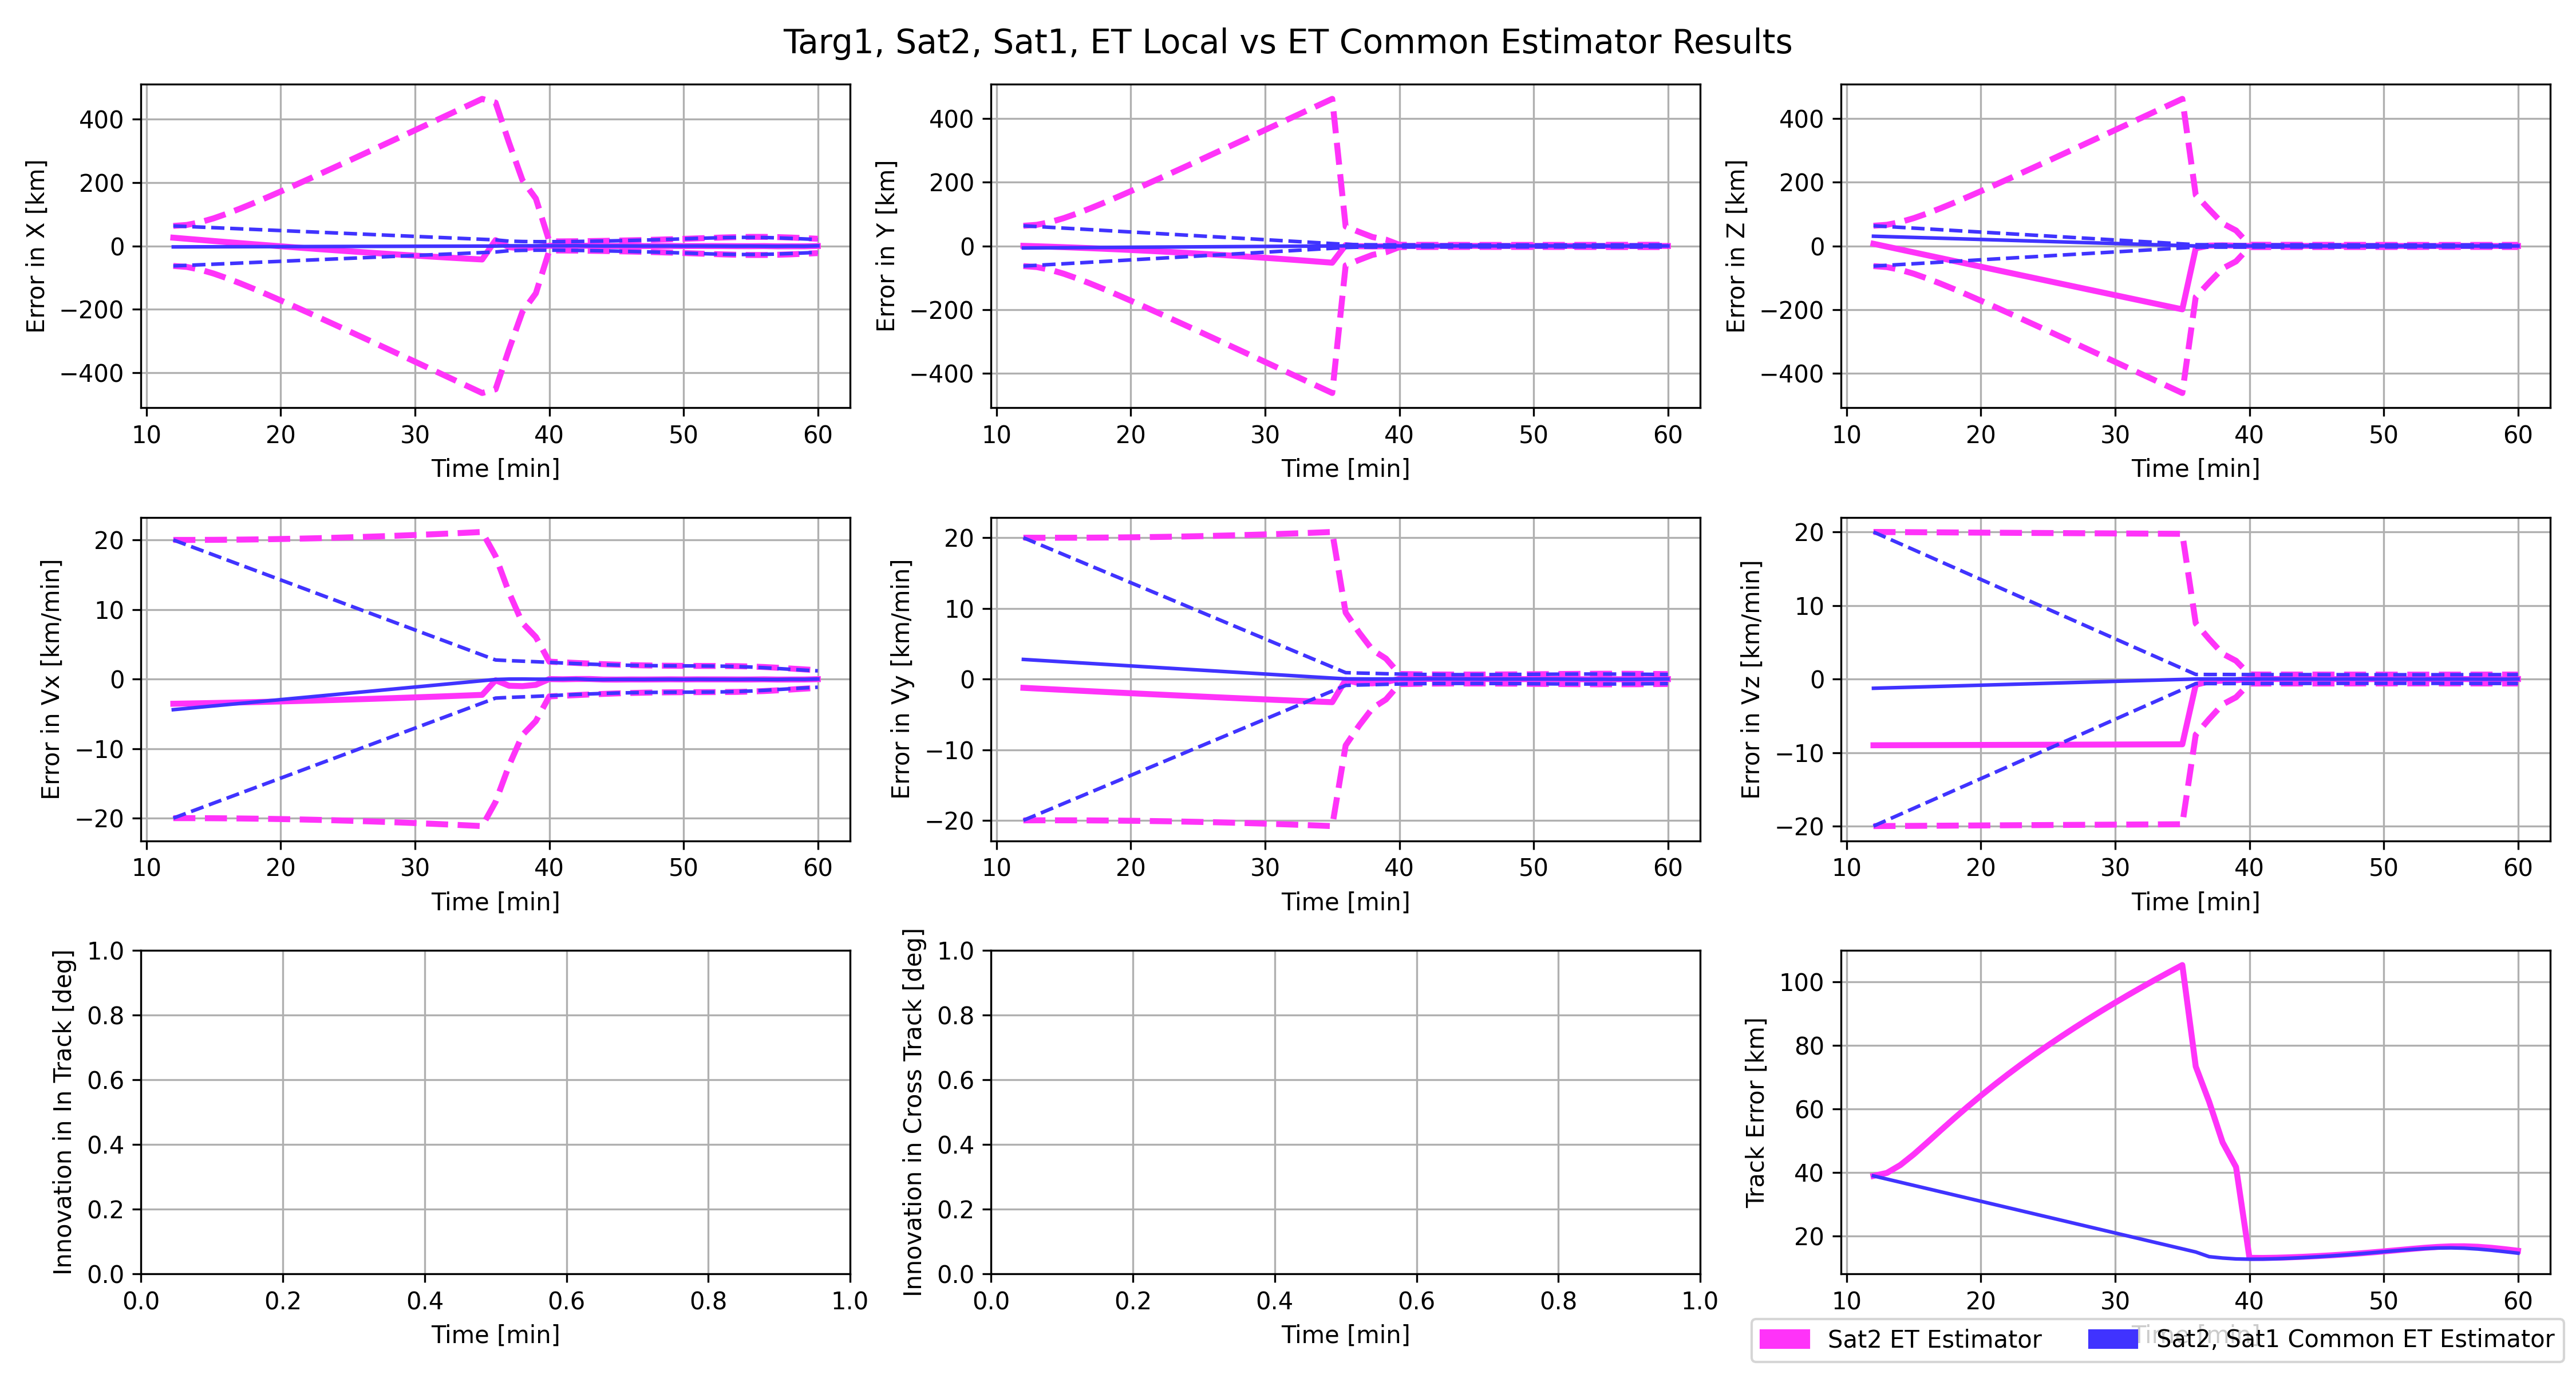 Targ1, Sat2, Sat1, ET Local vs ET Common Estimator Results
Error in X [km]
400
200
0
−200
−400
10 20 30 40 50 60
Time [min]
Error in Y [km]
400
200
0
−200
−400
10 20 30 40 50 60
Time [min]
Error in Z [km]
400
200
0
−200
−400
10 20 30 40 50 60
Time [min]
Error in Vx [km/min]
20
10
0
−10
−20
10 20 30 40 50 60
Time [min]
Error in Vy [km/min]
20
10
0
−10
−20
10 20 30 40 50 60
Time [min]
Error in Vz [km/min]
20
10
0
−10
−20
10 20 30 40 50 60
Time [min]
Innovation in In Track [deg]
1.0
0.8
0.6
0.4
0.2
0.0
0.0 0.2 0.4 0.6 0.8 1.0
Time [min]
Innovation in Cross Track [deg]
1.0
0.8
0.6
0.4
0.2
0.0
0.0 0.2 0.4 0.6 0.8 1.0
Time [min]
Track Error [km]
100
80
60
40
20
10 20 30 40 50 60
Time [min]
Sat2 ET Estimator
Sat2, Sat1 Common ET Estimator